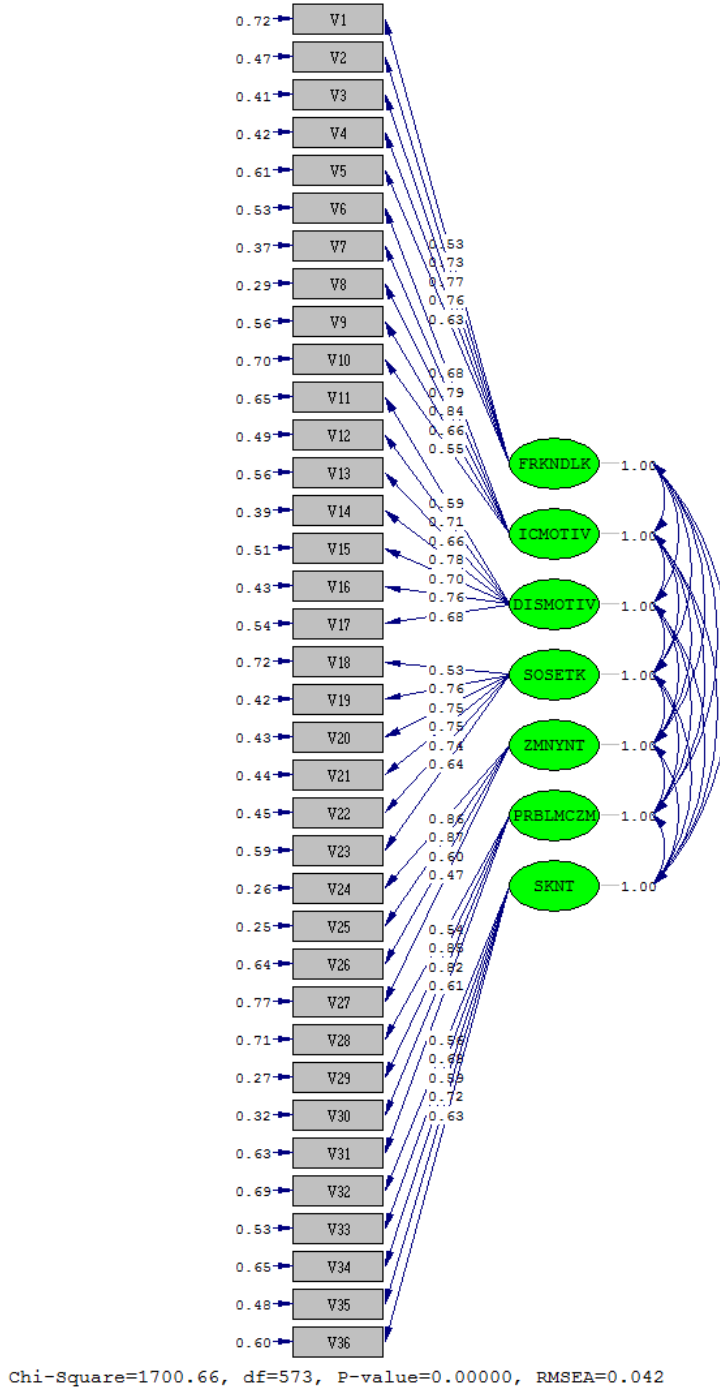 0.72 V1
0.47 V2
0.41 V3
0.42 V4
0.61 V5
0.53 V6
0.37 V7
0.29 V8
0.56 V9
0.70 V10
0.65 V11
0.49 V12
0.56 V13
0.39 V14
0.51 V15
0.43 V16
0.54 V17
0.72 V18
0.42 V19
0.43 V20
0.44 V21
0.45 V22
0.59 V23
0.26 V24
0.25 V25
0.64 V26
0.77 V27
0.71 V28
0.27 V29
0.32 V30
0.63 V31
0.69 V32
0.53 V33
0.65 V34
0.48 V35
0.60 V36
0.53
0.73
0.77
0.76
0.63
0.68
0.79
0.84
0.66
0.55
0.59
0.71
0.66
0.78
0.70
0.76
0.68
0.53
0.76
0.75
0.75
0.74
0.64
0.86
0.87
0.60
0.47
0.54
0.85
0.82
0.61
0.56
0.68
0.59
0.72
0.63
FRKNDLK 1.00
ICMOTIV 1.00
DISMOTIV 1.00
SOSETK 1.00
ZMNYNT 1.00
PRBLMCZM 1.00
SKNT 1.00
Chi-Square=1700.66, df=573, P-value=0.00000, RMSEA=0.042